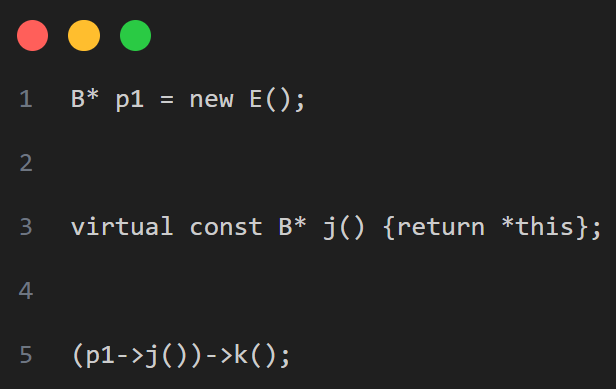 1 B* p1 = new E();
2
3 virtual const B* j() {return *this};
4
5 (p1->j())->k();